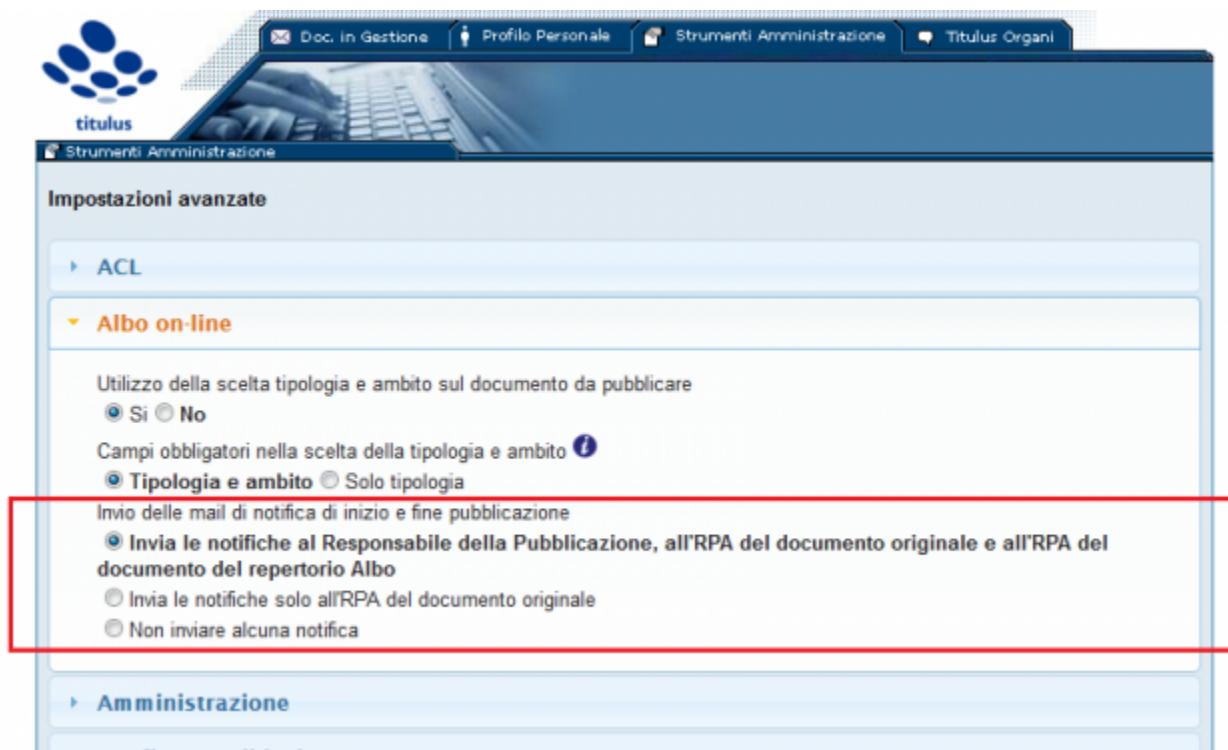 Doc. in Gestione
Profilo Personale
Strumenti Amministrazione
Titulus Organi
titulus
Strumenti Amministrazione
Impostazioni avanzate
ACL
Albo on-line
Utilizzo della scelta tipologia e ambito sul documento da pubblicare
Si No
Campi obbligatori nella scelta della tipologia e ambito i
Tipologia e ambito Solo tipologia
Invio delle mail di notifica di inizio e fine pubblicazione
Invia le notifiche al Responsabile della Pubblicazione, all'RPA del documento originale e all'RPA del
documento del repertorio Albo
Invia le notifiche solo all'RPA del documento originale
Non inviare alcuna notifica
Amministrazione